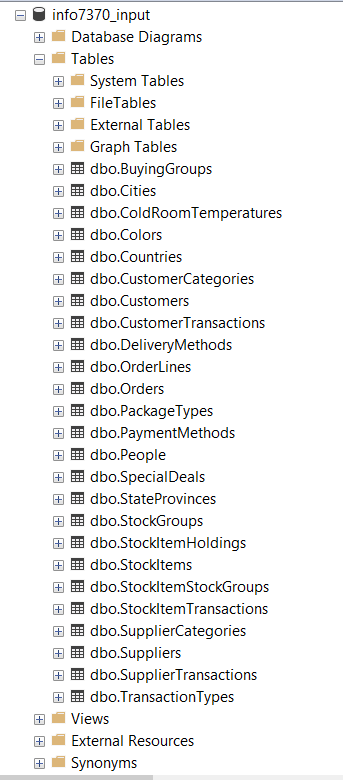 info7370_input
Database Diagrams
Tables
System Tables
FileTables
External Tables
Graph Tables
dbo.BuyingGroups
dbo.Cities
dbo.ColdRoomTemperatures
dbo.Colors
dbo.Countries
dbo.CustomerCategories
dbo.Customers
dbo.CustomerTransactions
dbo.DeliveryMethods
dbo.OrderLines
dbo.Orders
dbo.PackageTypes
dbo.PaymentMethods
dbo.People
dbo.SpecialDeals
dbo.StateProvinces
dbo.StockGroups
dbo.StockItemHoldings
dbo.StockItems
dbo.StockItemStockGroups
dbo.StockItemTransactions
dbo.SupplierCategories
dbo.Suppliers
dbo.SupplierTransactions
dbo.TransactionTypes
Views
External Resources
Synonyms